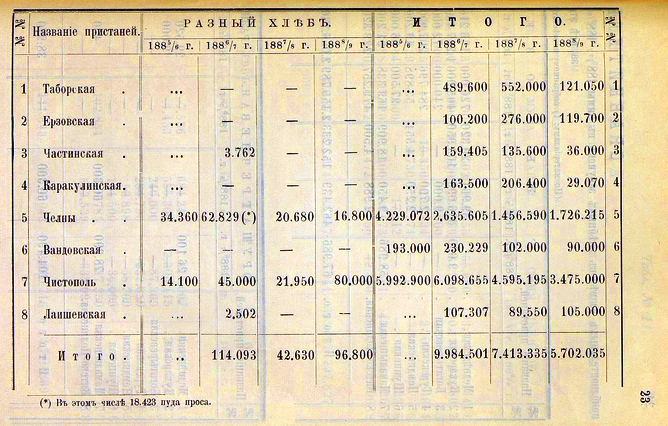 №№ Названіе пристаней. РАЗНЫЙ ХЛѢБЪ. ИТОГО. №№
188⁵/₆ г. 188⁶/₇ г. 188⁷/₈ г. 188⁸/₉ г. 188⁵/₆ г. 188⁶/₇ г. 188⁷/₈ г. 188⁸/₉ г.
1 Таборская . ... — — — ... 489.600 552.000 121.050 1
2 Ерзовская . ... — — — ... 100,200 276.000 119.700 2
3 Частинская . ... 3.762 — — ... 159,405 135.600 36.000 3
4 Каракулинская. ... — — — ... 163,500 206.400 29.070 4
5 Челны . . 34.360 62.829 (*) 20.680 16.800 4.229.072 2,635.605 1.456.590 1.726.215 5
6 Вандовская . — — — — 193.000 230.229 102.000 90.000 6
7 Чистополь . 14.100 45.000 21.950 80,000 5.992.900 6.098.655 4.595.195 3.475.000 7
8 Лаишевская . ... 2,502 — — ... 107,307 89,550 105.000 8
Итого. .. 114.093 42.630 96,800 ... 9.984.501 7.413.335 5.702.035
(*) Въ этомъ числѣ 18.423 пуда проса.
23